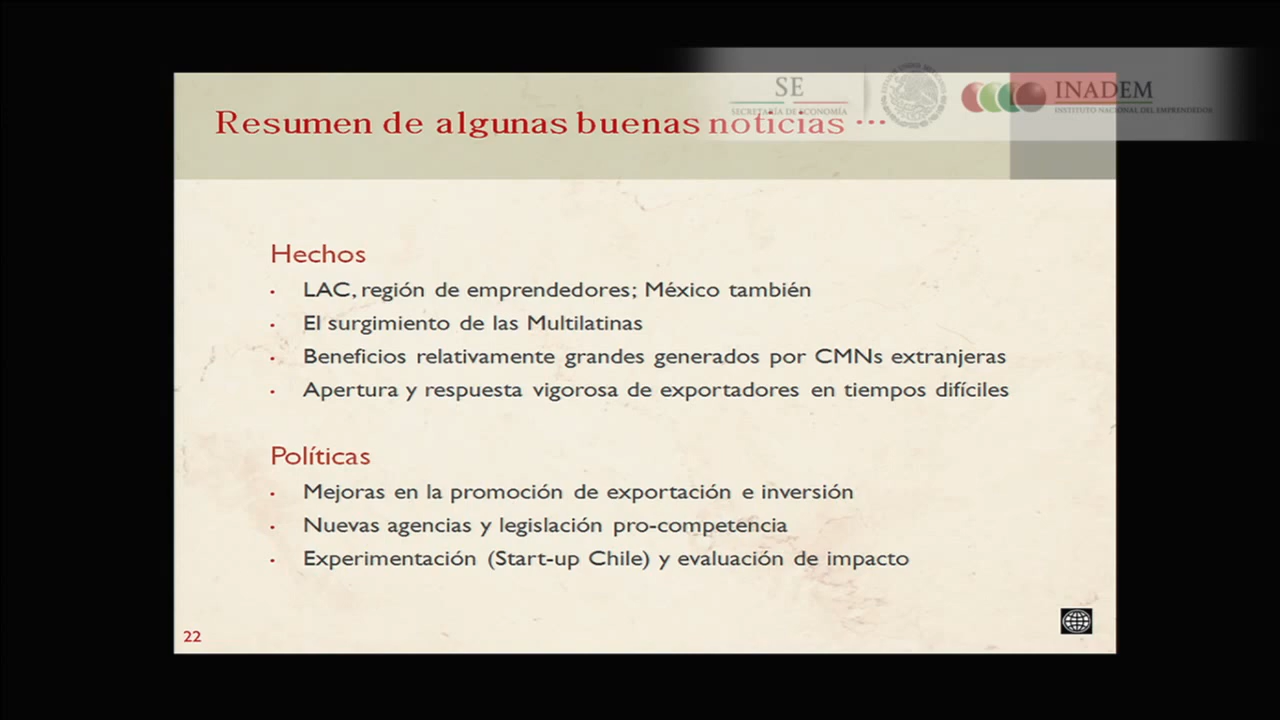 SE
SECRETARÍA DE ECONOMÍA
INADEM
INSTITUTO NACIONAL DEL EMPRENDEDOR
Resumen de algunas buenas noticias ...
Hechos
• LAC, región de emprendedores; México también
• El surgimiento de las Multilatinas
• Beneficios relativamente grandes generados por CMNs extranjeras
• Apertura y respuesta vigorosa de exportadores en tiempos difíciles
Políticas
• Mejoras en la promoción de exportación e inversión
• Nuevas agencias y legislación pro-competencia
• Experimentación (Start-up Chile) y evaluación de impacto
22